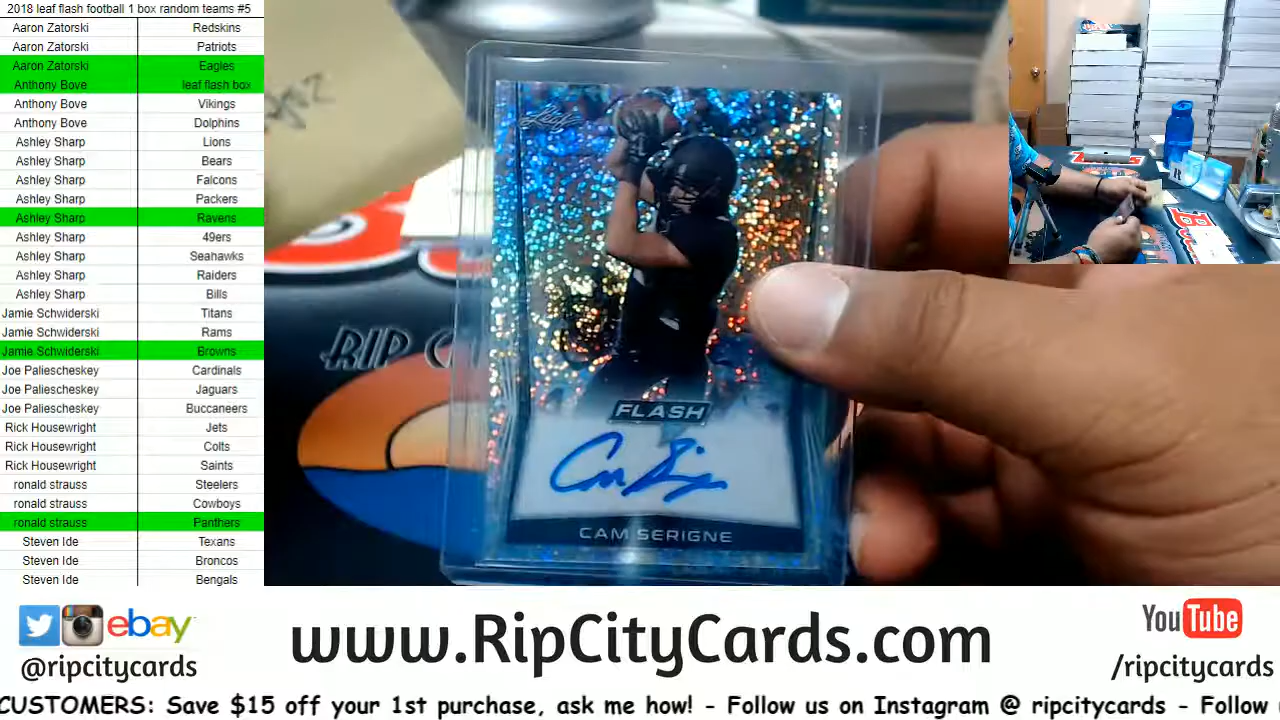 2018 leaf flash football 1 box random teams #5
Aaron Zatorski Redskins
Aaron Zatorski Patriots
Aaron Zatorski Eagles
Anthony Bove leaf flash box
Anthony Bove Vikings
Anthony Bove Dolphins
Ashley Sharp Lions
Ashley Sharp Bears
Ashley Sharp Falcons
Ashley Sharp Packers
Ashley Sharp Ravens
Ashley Sharp 49ers
Ashley Sharp Seahawks
Ashley Sharp Raiders
Ashley Sharp Bills
Jamie Schwiderski Titans
Jamie Schwiderski Rams
Jamie Schwiderski Browns
Joe Paliescheskey Cardinals
Joe Paliescheskey Jaguars
Joe Paliescheskey Buccaneers
Rick Housewright Jets
Rick Housewright Colts
Rick Housewright Saints
ronald strauss Steelers
ronald strauss Cowboys
ronald strauss Panthers
Steven Ide Texans
Steven Ide Broncos
Steven Ide Bengals
Leaf
RIP C
FLASH
CAM SERIGNE
ebay
@ripcitycards
www.RipCityCards.com
YouTube
/ripcitycards
CUSTOMERS: Save $15 off your 1st purchase, ask me how! - Follow us on Instagram @ ripcitycards - Follow